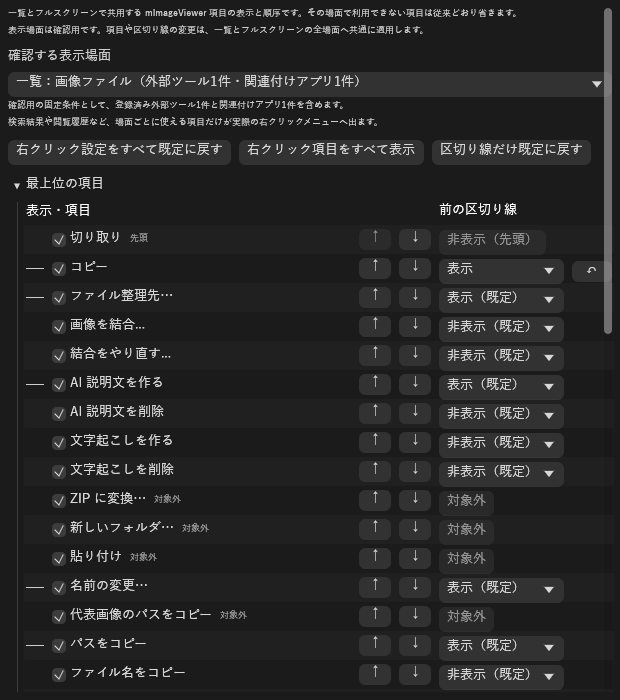 一覧とフルスクリーンで共用する mImageViewer 項目の表示と順序です。その場面で利用できない項目は従来どおり省きます。
表示場面は確認用です。項目や区切り線の変更は、一覧とフルスクリーンの全場面へ共通に適用します。
確認する表示場面
一覧：画像ファイル（外部ツール1件・関連付けアプリ1件）
確認用の固定条件として、登録済み外部ツール1件と関連付けアプリ1件を含めます。
検索結果や閲覧履歴など、場面ごとに使える項目だけが実際の右クリックメニューへ出ます。
右クリック設定をすべて既定に戻す 右クリック項目をすべて表示 区切り線だけ既定に戻す
▼ 最上位の項目
表示・項目 前の区切り線
切り取り 先頭 ↑ ↓ 非表示（先頭）
コピー ↑ ↓ 表示
ファイル整理先… ↑ ↓ 表示（既定）
画像を結合... ↑ ↓ 非表示（既定）
結合をやり直す... ↑ ↓ 非表示（既定）
AI 説明文を作る ↑ ↓ 表示（既定）
AI 説明文を削除 ↑ ↓ 非表示（既定）
文字起こしを作る ↑ ↓ 非表示（既定）
文字起こしを削除 ↑ ↓ 非表示（既定）
ZIP に変換… 対象外 ↑ ↓ 対象外
新しいフォルダ… 対象外 ↑ ↓ 対象外
貼り付け 対象外 ↑ ↓ 対象外
名前の変更… ↑ ↓ 表示（既定）
代表画像のパスをコピー 対象外 ↑ ↓ 対象外
パスをコピー ↑ ↓ 表示（既定）
ファイル名をコピー ↑ ↓ 非表示（既定）